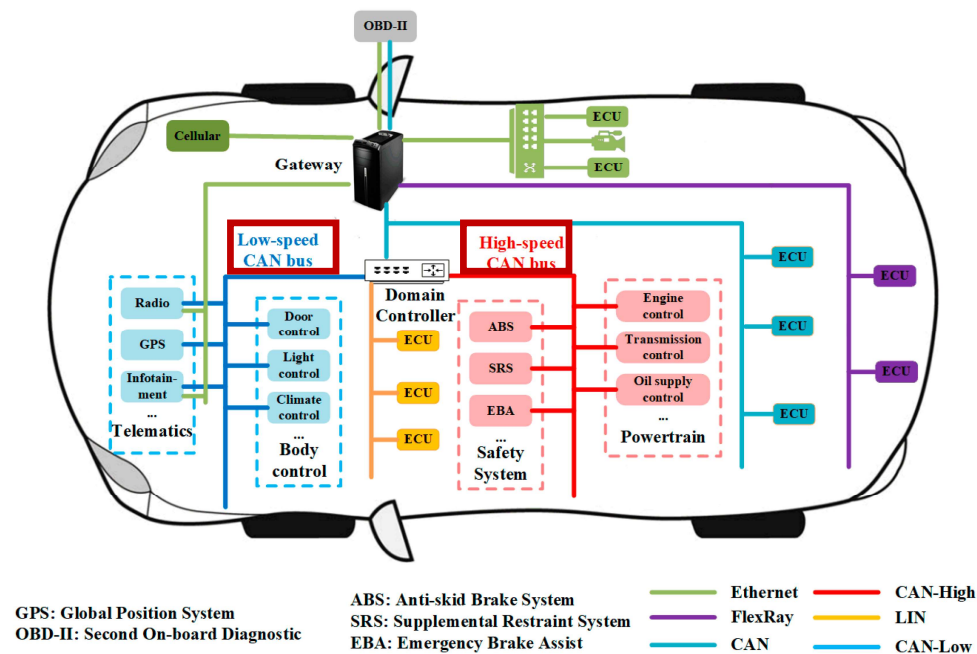 OBD-II
Cellular
Gateway
ECU
ECU
Low-speed
CAN bus
High-speed
CAN bus
Domain
Controller
Radio
GPS
Infotain-
ment
...
Telematics
Door
control
Light
control
Climate
control
...
Body
control
ECU
ECU
ECU
ABS
SRS
EBA
...
Safety
System
Engine
control
Transmission
control
Oil supply
control
...
Powertrain
ECU
ECU
ECU
ECU
ECU
GPS: Global Position System
OBD-II: Second On-board Diagnostic
ABS: Anti-skid Brake System
SRS: Supplemental Restraint System
EBA: Emergency Brake Assist
Ethernet
FlexRay
CAN
CAN-High
LIN
CAN-Low